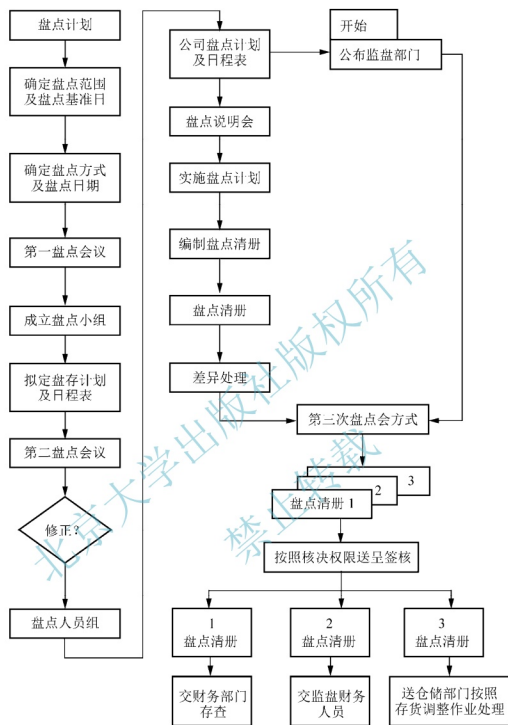 盘点计划
确定盘点范围
及盘点基准日
确定盘点方式
及盘点日期
第一盘点会议
成立盘点小组
拟定盘存计划
及日程表
第二盘点会议
修正?
盘点人员组
公司盘点计划
及日程表
盘点说明会
实施盘点计划
编制盘点清册
盘点清册
差异处理
开始
公布监盘部门
第三次盘点会方式
3
2
盘点清册 1
按照核决权限送呈签核
1
盘点清册
2
盘点清册
3
盘点清册
交财务部门
存查
交监盘财务
人员
送仓储部门按照
存货调整作业处理
北京大学出版社版权所有
禁止转载